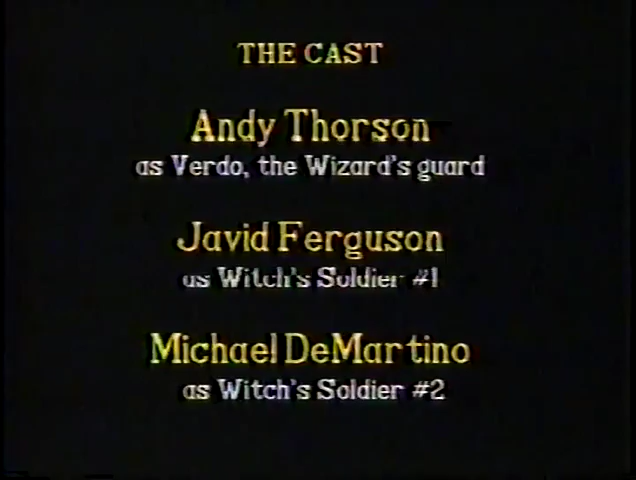 THE CAST
Andy Thorson
as Verdo, the Wizard's guard
Javid Ferguson
as Witch's Soldier #1
Michael DeMartino
as Witch's Soldier #2